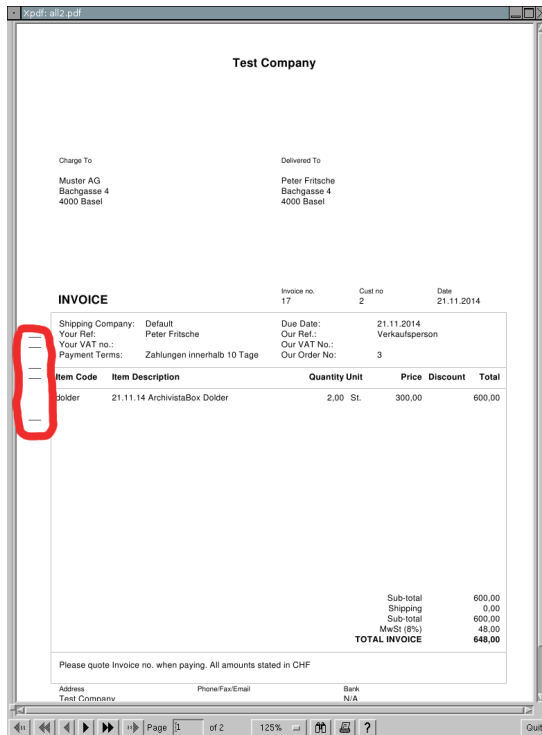 Xpdf: all2.pdf
Test Company
Charge To Delivered To
Muster AG Peter Fritsche
Bachgasse 4 Bachgasse 4
4000 Basel 4000 Basel
Invoice no. Cust no Date
INVOICE 17 2 21.11.2014
Shipping Company: Default Due Date: 21.11.2014
Your Ref: Peter Fritsche Our Ref.: Verkaufsperson
Your VAT no.: Our VAT No.:
Payment Terms: Zahlungen innerhalb 10 Tage Our Order No: 3
Item Code Item Description Quantity Unit Price Discount Total
dolder 21.11.14 ArchivistaBox Dolder 2,00 St. 300,00 600,00
Sub-total 600,00
Shipping 0,00
Sub-total 600,00
MwSt (8%) 48,00
TOTAL INVOICE 648,00
Please quote Invoice no. when paying. All amounts stated in CHF
Address Phone/Fax/Email Bank
Test Company N/A
Page 1 of 2 125% ? Quit